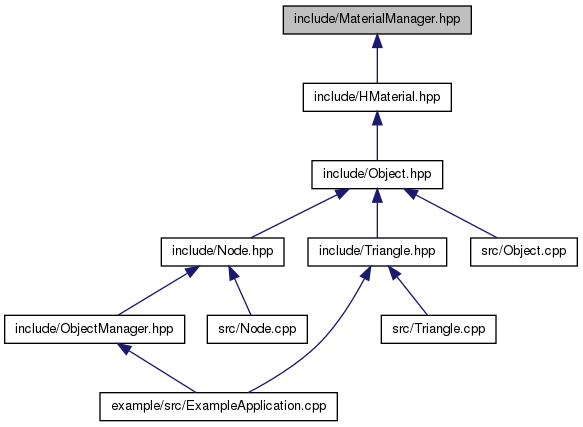 include/MaterialManager.hpp
include/HMaterial.hpp
include/Object.hpp
include/Node.hpp
include/Triangle.hpp
src/Object.cpp
include/ObjectManager.hpp
src/Node.cpp
src/Triangle.cpp
example/src/ExampleApplication.cpp